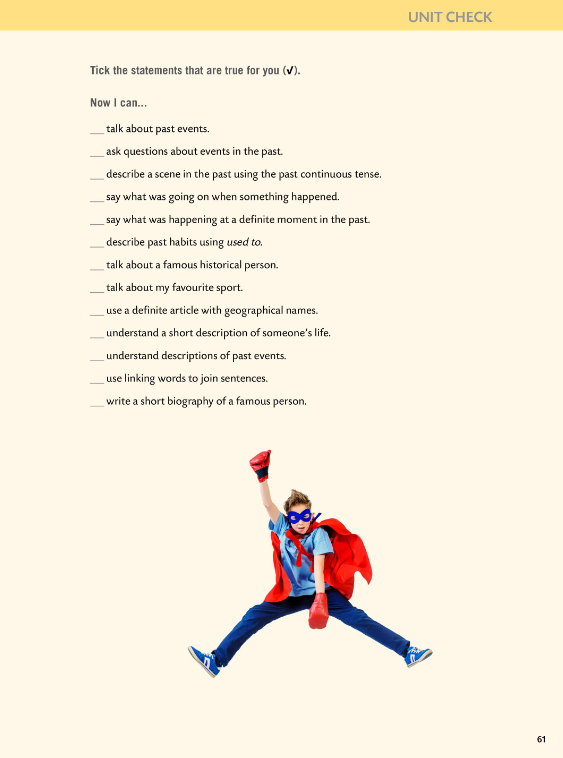 UNIT CHECK
Tick the statements that are true for you (✔).
Now I can...
___ talk about past events.
___ ask questions about events in the past.
___ describe a scene in the past using the past continuous tense.
___ say what was going on when something happened.
___ say what was happening at a definite moment in the past.
___ describe past habits using used to.
___ talk about a famous historical person.
___ talk about my favourite sport.
___ use a definite article with geographical names.
___ understand a short description of someone's life.
___ understand descriptions of past events.
___ use linking words to join sentences.
___ write a short biography of a famous person.
61